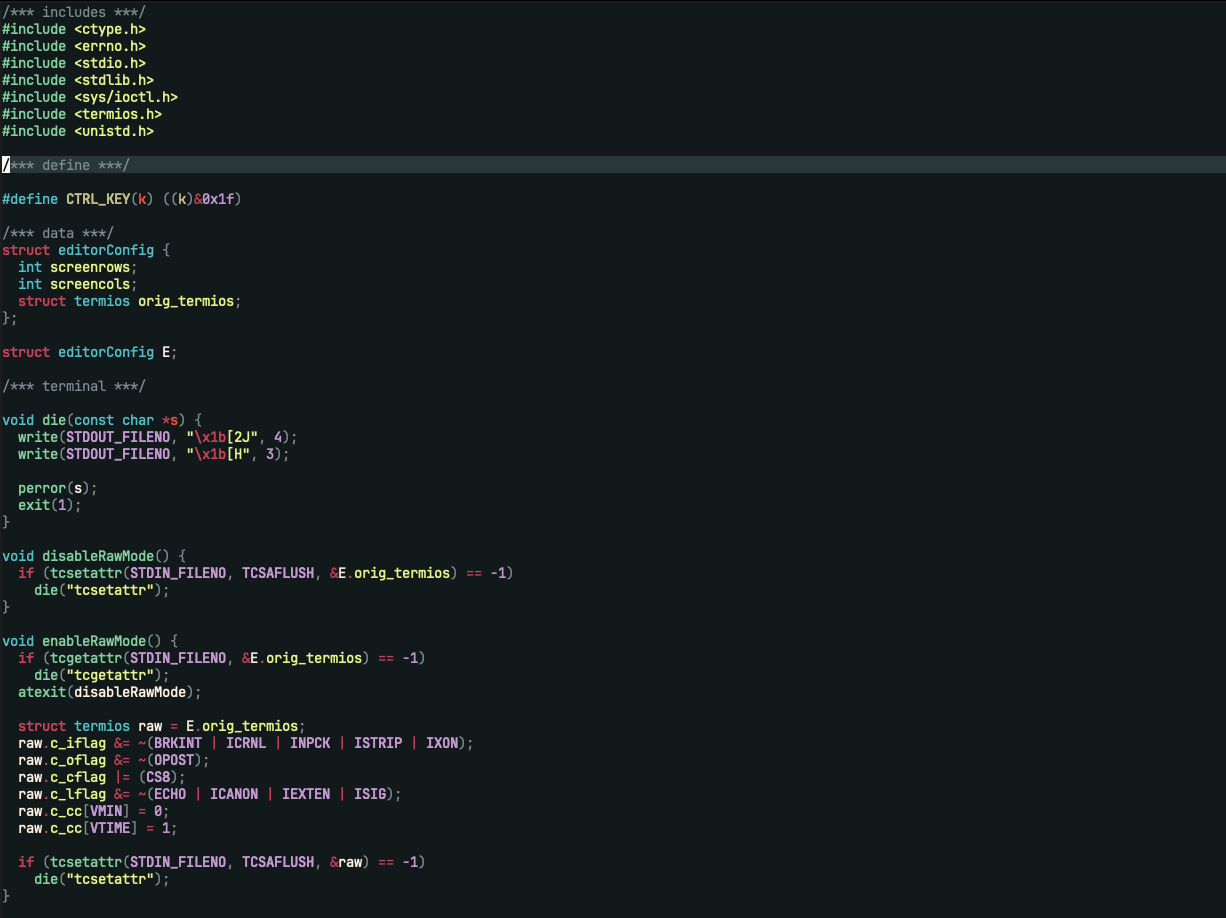 /*** includes ***/
#include <ctype.h>
#include <errno.h>
#include <stdio.h>
#include <stdlib.h>
#include <sys/ioctl.h>
#include <termios.h>
#include <unistd.h>

/*** define ***/

#define CTRL_KEY(k) ((k)&0x1f)

/*** data ***/
struct editorConfig {
  int screenrows;
  int screencols;
  struct termios orig_termios;
};

struct editorConfig E;

/*** terminal ***/

void die(const char *s) {
  write(STDOUT_FILENO, "\x1b[2J", 4);
  write(STDOUT_FILENO, "\x1b[H", 3);

  perror(s);
  exit(1);
}

void disableRawMode() {
  if (tcsetattr(STDIN_FILENO, TCSAFLUSH, &E.orig_termios) == -1)
    die("tcsetattr");
}

void enableRawMode() {
  if (tcgetattr(STDIN_FILENO, &E.orig_termios) == -1)
    die("tcgetattr");
  atexit(disableRawMode);

  struct termios raw = E.orig_termios;
  raw.c_iflag &= ~(BRKINT | ICRNL | INPCK | ISTRIP | IXON);
  raw.c_oflag &= ~(OPOST);
  raw.c_cflag |= (CS8);
  raw.c_lflag &= ~(ECHO | ICANON | IEXTEN | ISIG);
  raw.c_cc[VMIN] = 0;
  raw.c_cc[VTIME] = 1;

  if (tcsetattr(STDIN_FILENO, TCSAFLUSH, &raw) == -1)
    die("tcsetattr");
}